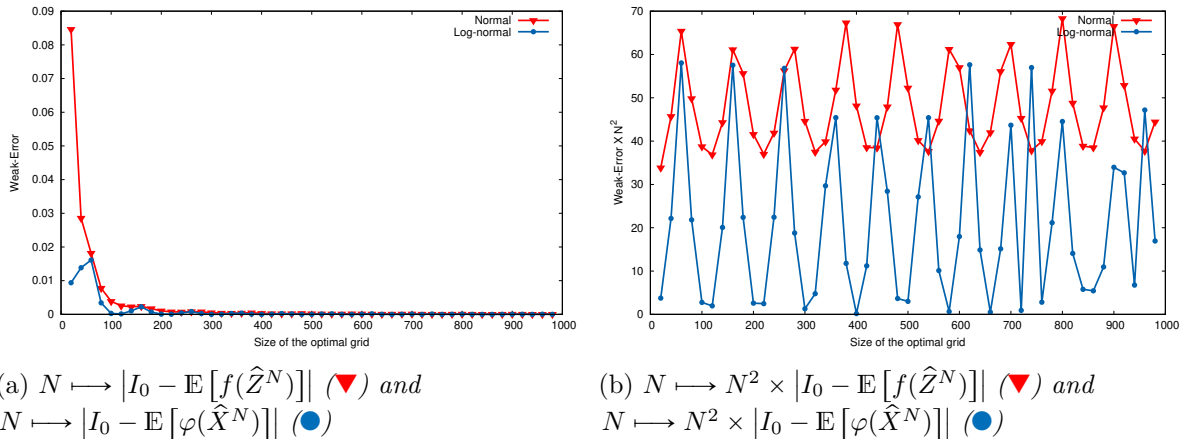 0.09
0.08
0.07
0.06
0.05
0.04
0.03
0.02
0.01
0
Weak-Error
Normal
Log-normal
0 100 200 300 400 500 600 700 800 900 1000
Size of the optimal grid
70
60
50
40
30
20
10
0
Weak-Error X N²
Normal
Log-normal
0 100 200 300 400 500 600 700 800 900 1000
Size of the optimal grid
(a) N ⟼ |I₀ − 𝔼[f(Ẑᴺ)]| (▼) and
N ⟼ |I₀ − 𝔼[φ(X̂ᴺ)]| (●)
(b) N ⟼ N² × |I₀ − 𝔼[f(Ẑᴺ)]| (▼) and
N ⟼ N² × |I₀ − 𝔼[φ(X̂ᴺ)]| (●)